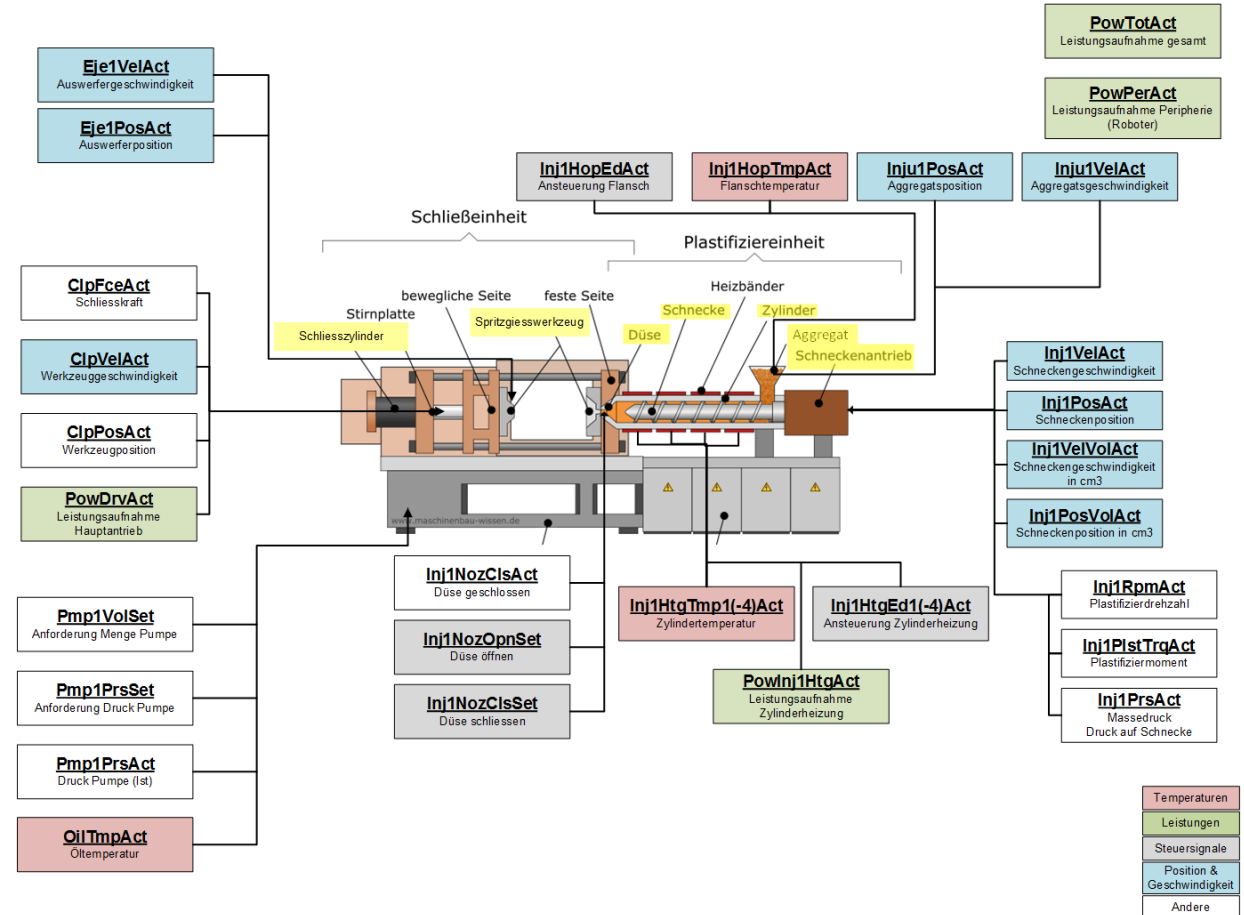 PowTotAct
Leistungsaufnahme gesamt
PowPerAct
Leistungsaufnahme Peripherie
(Roboter)
Eje1VelAct
Auswerfergeschwindigkeit
Eje1PosAct
Auswerferposition
Inj1HopEdAct
Ansteuerung Flansch
Inj1HopTmpAct
Flanschtemperatur
Inju1PosAct
Aggregatsposition
Inju1VelAct
Aggregatsgeschwindigkeit
Schließeinheit
Plastifiziereinheit
ClpFceAct
Schliesskraft
ClpVelAct
Werkzeuggeschwindigkeit
ClpPosAct
Werkzeugposition
PowDrvAct
Leistungsaufnahme
Hauptantrieb
Stirnplatte
Schliesszylinder
bewegliche Seite
feste Seite
Spritzgiesswerkzeug
Düse
Schnecke
Heizbänder
Zylinder
Aggregat
Schneckenantrieb
Inj1VelAct
Schneckengeschwindigkeit
Inj1PosAct
Schneckenposition
Inj1VelVolAct
Schneckengeschwindigkeit
in cm3
Inj1PosVolAct
Schneckenposition in cm3
www.maschinenbau-wissen.de
Inj1NozClsAct
Düse geschlossen
Inj1NozOpnSet
Düse öffnen
Inj1NozClsSet
Düse schliessen
Inj1HtgTmp1(-4)Act
Zylindertemperatur
Inj1HtgEd1(-4)Act
Ansteuerung Zylinderheizung
PowInj1HtgAct
Leistungsaufnahme
Zylinderheizung
Inj1RpmAct
Plastifizierdrehzahl
Inj1PlstTrqAct
Plastifiziermoment
Inj1PrsAct
Massedruck
Druck auf Schnecke
Pmp1VolSet
Anforderung Menge Pumpe
Pmp1PrsSet
Anforderung Druck Pumpe
Pmp1PrsAct
Druck Pumpe (Ist)
OilTmpAct
Öltemperatur
Temperaturen
Leistungen
Steuersignale
Position &
Geschwindigkeit
Andere